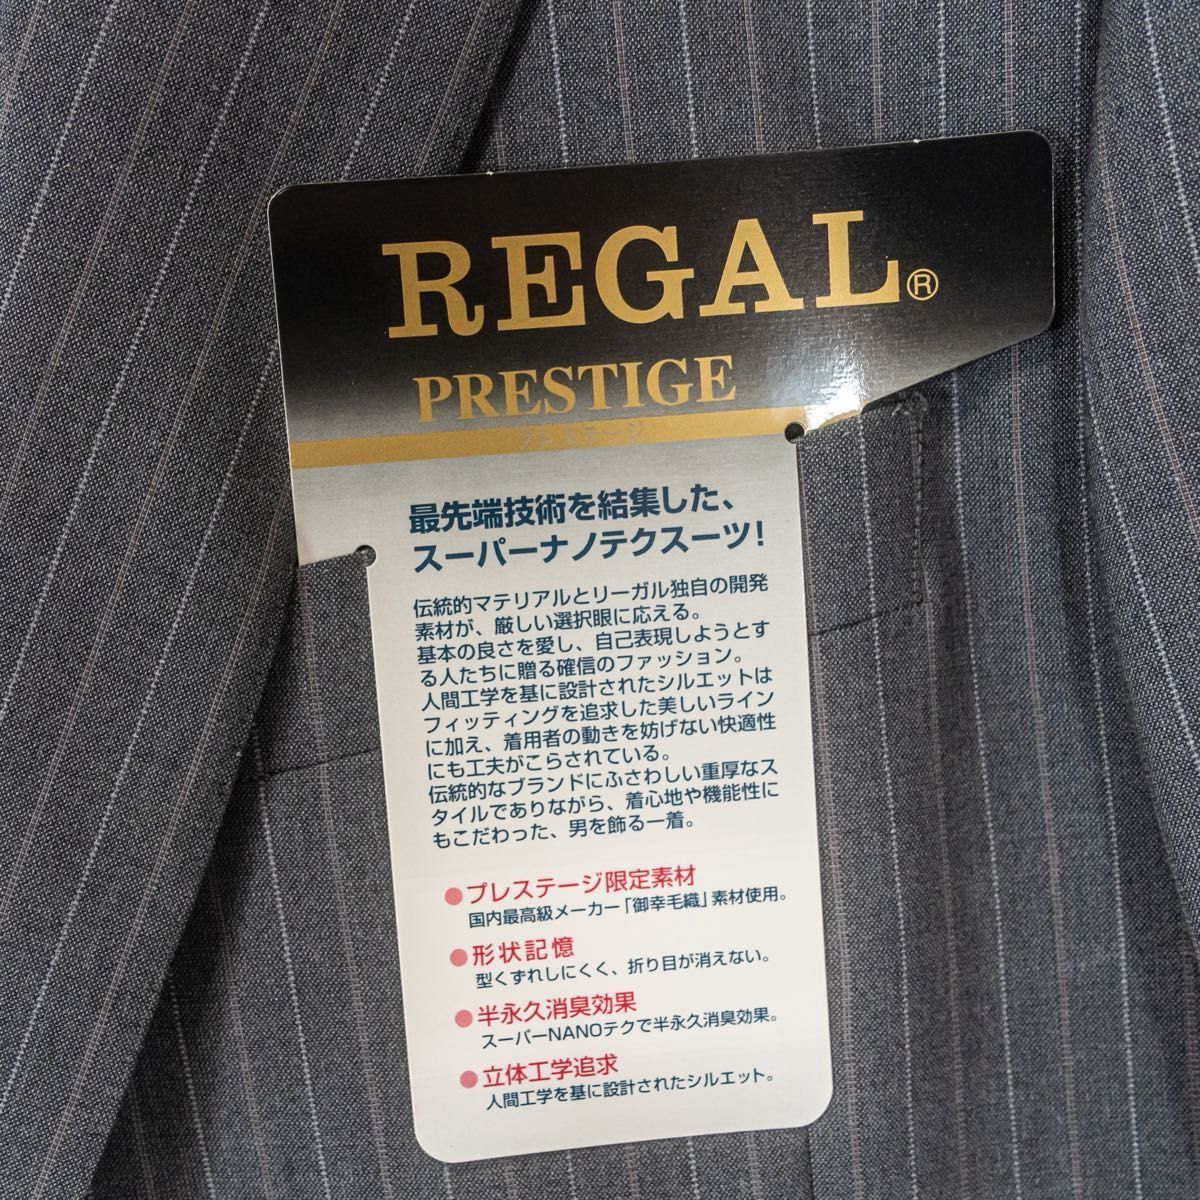 REGAL®
PRESTIGE
プレステージ
最先端技術を結集した、
スーパーナノテクスーツ!
伝統的マテリアルとリーガル独自の開発
素材が、厳しい選択眼に応える。
基本の良さを愛し、自己表現しようとす
る人たちに贈る確信のファッション。
人間工学を基に設計されたシルエットは
フィッティングを追求した美しいライン
に加え、着用者の動きを妨げない快適性
にも工夫がこらされている。
伝統的なブランドにふさわしい重厚なス
タイルでありながら、着心地や機能性に
もこだわった、男を飾る一着。
●プレステージ限定素材
国内最高級メーカー「御幸毛織」素材使用。
●形状記憶
型くずれしにくく、折り目が消えない。
●半永久消臭効果
スーパーNANOテクで半永久消臭効果。
●立体工学追求
人間工学を基に設計されたシルエット。